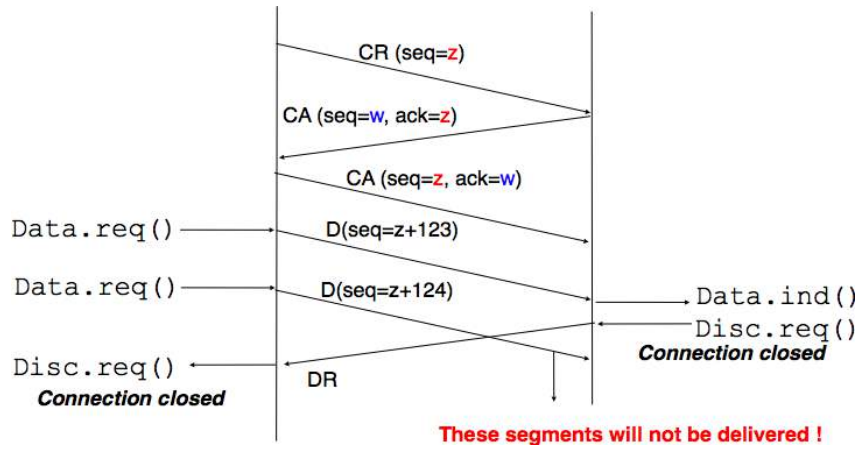 CR (seq=z)
CA (seq=w, ack=z)
CA (seq=z, ack=w)
Data.req()
D(seq=z+123)
Data.req()
D(seq=z+124)
Data.ind()
Disc.req()
Connection closed
Disc.req()
DR
Connection closed
These segments will not be delivered !